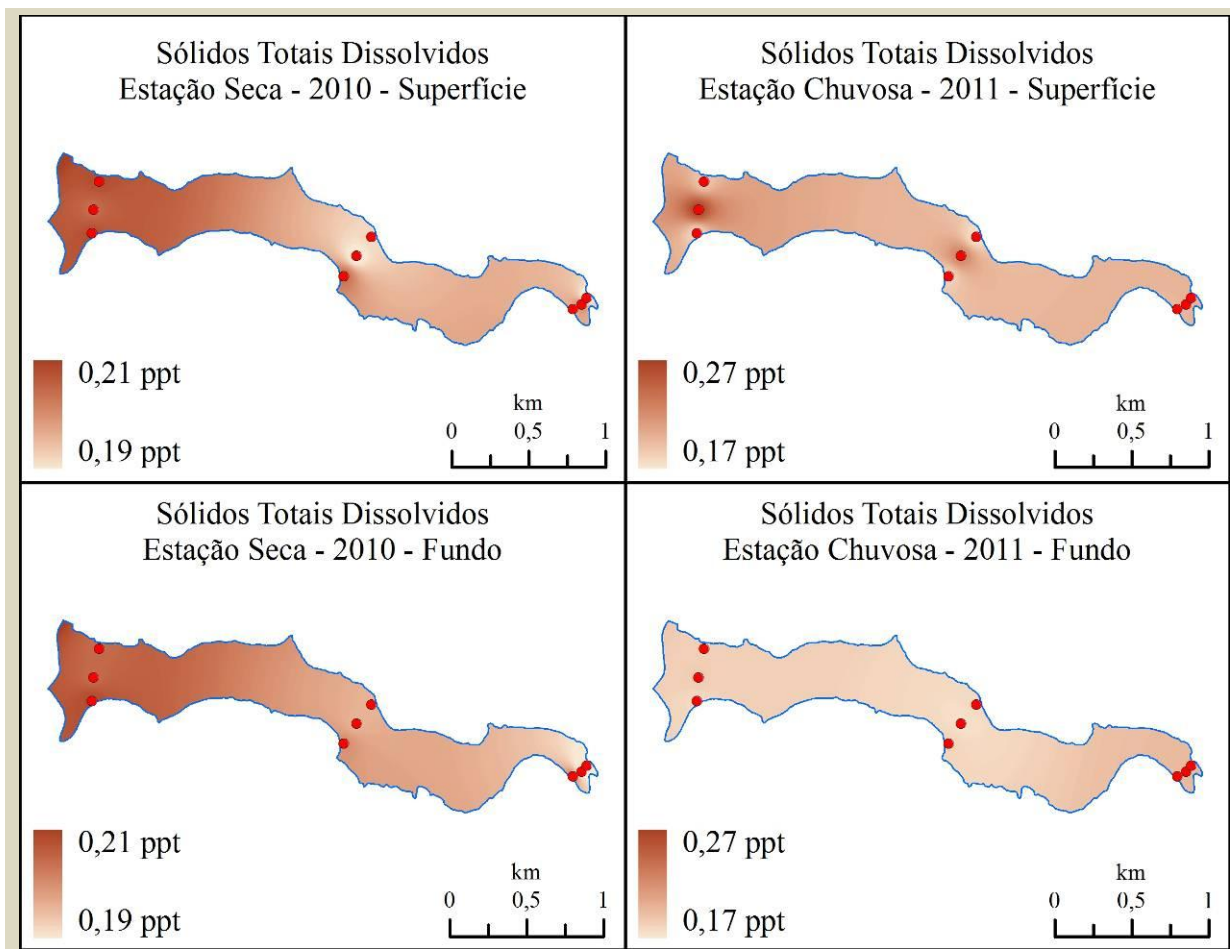 Sólidos Totais Dissolvidos
Estação Seca - 2010 - Superfície
0,21 ppt
0,19 ppt
km
0 0,5 1
Sólidos Totais Dissolvidos
Estação Chuvosa - 2011 - Superfície
0,27 ppt
0,17 ppt
km
0 0,5 1
Sólidos Totais Dissolvidos
Estação Seca - 2010 - Fundo
0,21 ppt
0,19 ppt
km
0 0,5 1
Sólidos Totais Dissolvidos
Estação Chuvosa - 2011 - Fundo
0,27 ppt
0,17 ppt
km
0 0,5 1